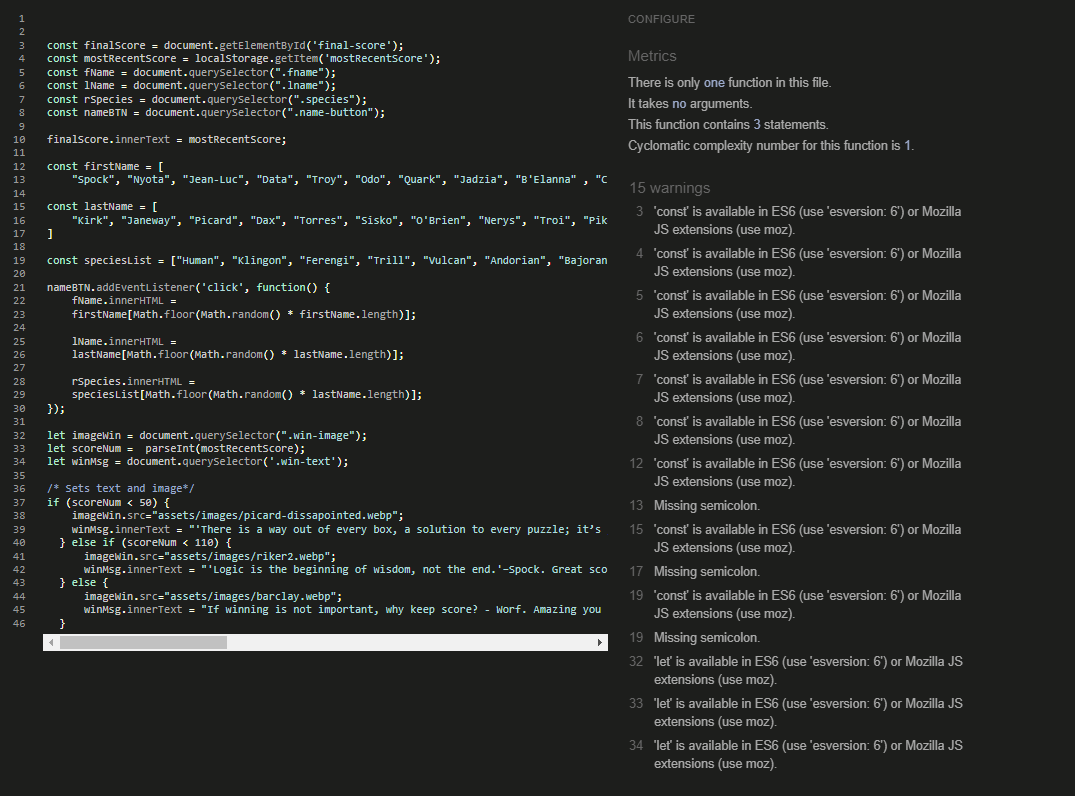 1
2
3 const finalScore = document.getElementById('final-score');
4 const mostRecentScore = localStorage.getItem('mostRecentScore');
5 const fName = document.querySelector(".fname");
6 const lName = document.querySelector(".lname");
7 const rSpecies = document.querySelector(".species");
8 const nameBTN = document.querySelector(".name-button");
9
10 finalScore.innerText = mostRecentScore;
11
12 const firstName = [
13 "Spock", "Nyota", "Jean-Luc", "Data", "Troy", "Odo", "Quark", "Jadzia", "B'Elanna" , "C
14
15 const lastName = [
16 "Kirk", "Janeway", "Picard", "Dax", "Torres", "Sisko", "O'Brien", "Nerys", "Troi", "Pik
17 ]
18
19 const speciesList = ["Human", "Klingon", "Ferengi", "Trill", "Vulcan", "Andorian", "Bajoran
20
21 nameBTN.addEventListener('click', function() {
22 fName.innerHTML =
23 firstName[Math.floor(Math.random() * firstName.length)];
24
25 lName.innerHTML =
26 lastName[Math.floor(Math.random() * lastName.length)];
27
28 rSpecies.innerHTML =
29 speciesList[Math.floor(Math.random() * lastName.length)];
30 });
31
32 let imageWin = document.querySelector(".win-image");
33 let scoreNum =  parseInt(mostRecentScore);
34 let winMsg = document.querySelector('.win-text');
35
36 /* Sets text and image*/
37 if (scoreNum < 50) {
38 imageWin.src="assets/images/picard-dissapointed.webp";
39 winMsg.innerText = "'There is a way out of every box, a solution to every puzzle; it's
40 } else if (scoreNum < 110) {
41 imageWin.src="assets/images/riker2.webp";
42 winMsg.innerText = "'Logic is the beginning of wisdom, not the end.'–Spock. Great sco
43 } else {
44 imageWin.src="assets/images/barclay.webp";
45 winMsg.innerText = "If winning is not important, why keep score? - Worf. Amazing you
46 }
CONFIGURE
Metrics
There is only one function in this file.
It takes no arguments.
This function contains 3 statements.
Cyclomatic complexity number for this function is 1.
15 warnings
3 'const' is available in ES6 (use 'esversion: 6') or Mozilla
JS extensions (use moz).
4 'const' is available in ES6 (use 'esversion: 6') or Mozilla
JS extensions (use moz).
5 'const' is available in ES6 (use 'esversion: 6') or Mozilla
JS extensions (use moz).
6 'const' is available in ES6 (use 'esversion: 6') or Mozilla
JS extensions (use moz).
7 'const' is available in ES6 (use 'esversion: 6') or Mozilla
JS extensions (use moz).
8 'const' is available in ES6 (use 'esversion: 6') or Mozilla
JS extensions (use moz).
12 'const' is available in ES6 (use 'esversion: 6') or Mozilla
JS extensions (use moz).
13 Missing semicolon.
15 'const' is available in ES6 (use 'esversion: 6') or Mozilla
JS extensions (use moz).
17 Missing semicolon.
19 'const' is available in ES6 (use 'esversion: 6') or Mozilla
JS extensions (use moz).
19 Missing semicolon.
32 'let' is available in ES6 (use 'esversion: 6') or Mozilla JS
extensions (use moz).
33 'let' is available in ES6 (use 'esversion: 6') or Mozilla JS
extensions (use moz).
34 'let' is available in ES6 (use 'esversion: 6') or Mozilla JS
extensions (use moz).